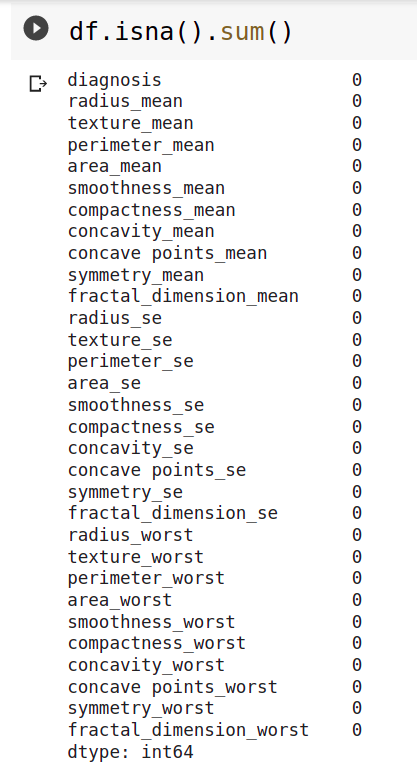 df.isna().sum()
diagnosis 0
radius_mean 0
texture_mean 0
perimeter_mean 0
area_mean 0
smoothness_mean 0
compactness_mean 0
concavity_mean 0
concave points_mean 0
symmetry_mean 0
fractal_dimension_mean 0
radius_se 0
texture_se 0
perimeter_se 0
area_se 0
smoothness_se 0
compactness_se 0
concavity_se 0
concave points_se 0
symmetry_se 0
fractal_dimension_se 0
radius_worst 0
texture_worst 0
perimeter_worst 0
area_worst 0
smoothness_worst 0
compactness_worst 0
concavity_worst 0
concave points_worst 0
symmetry_worst 0
fractal_dimension_worst 0
dtype: int64